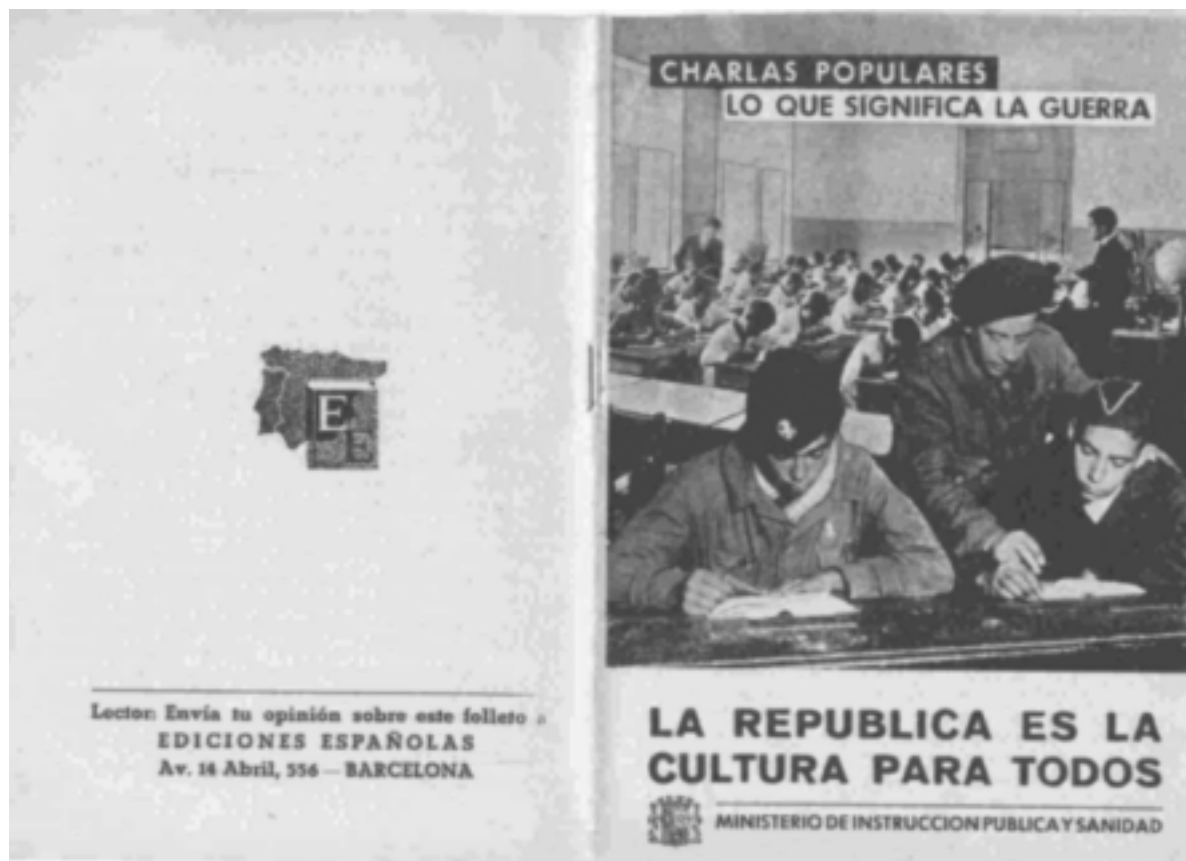 E
E
Lector: Envía tu opinión sobre este folleto a
EDICIONES ESPAÑOLAS
Av. 14 Abril, 556 — BARCELONA
CHARLAS POPULARES
LO QUE SIGNIFICA LA GUERRA
LA REPUBLICA ES LA
CULTURA PARA TODOS
MINISTERIO DE INSTRUCCION PUBLICA Y SANIDAD